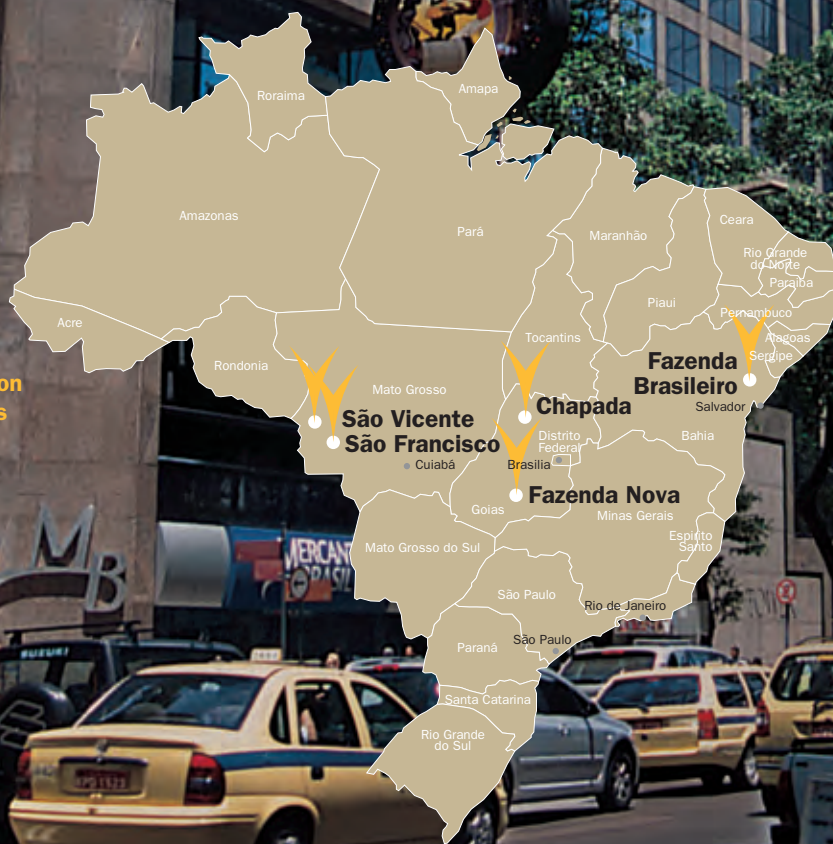 Roraima
Amapa
Amazonas
Pará
Maranhão
Ceara
Rio Grande
do Norte
Paraiba
Piaui
Pernambuco
Acre
Tocantins
Alagoas
Sergipe
Rondonia
Fazenda
Brasileiro
on
s
Mato Grosso
Chapada
Salvador
São Vicente
São Francisco
Distrito
Federal
Bahia
Cuiabá
Brasilia
Fazenda Nova
Goias
Minas Gerais
Espirito
Santo
Mato Grosso do Sul
MB
MERCAN
BRASIL
São Paulo
Rio de Janeiro
São Paulo
Paraná
SUZUKI
Santa Catarina
Rio Grande
do Sul